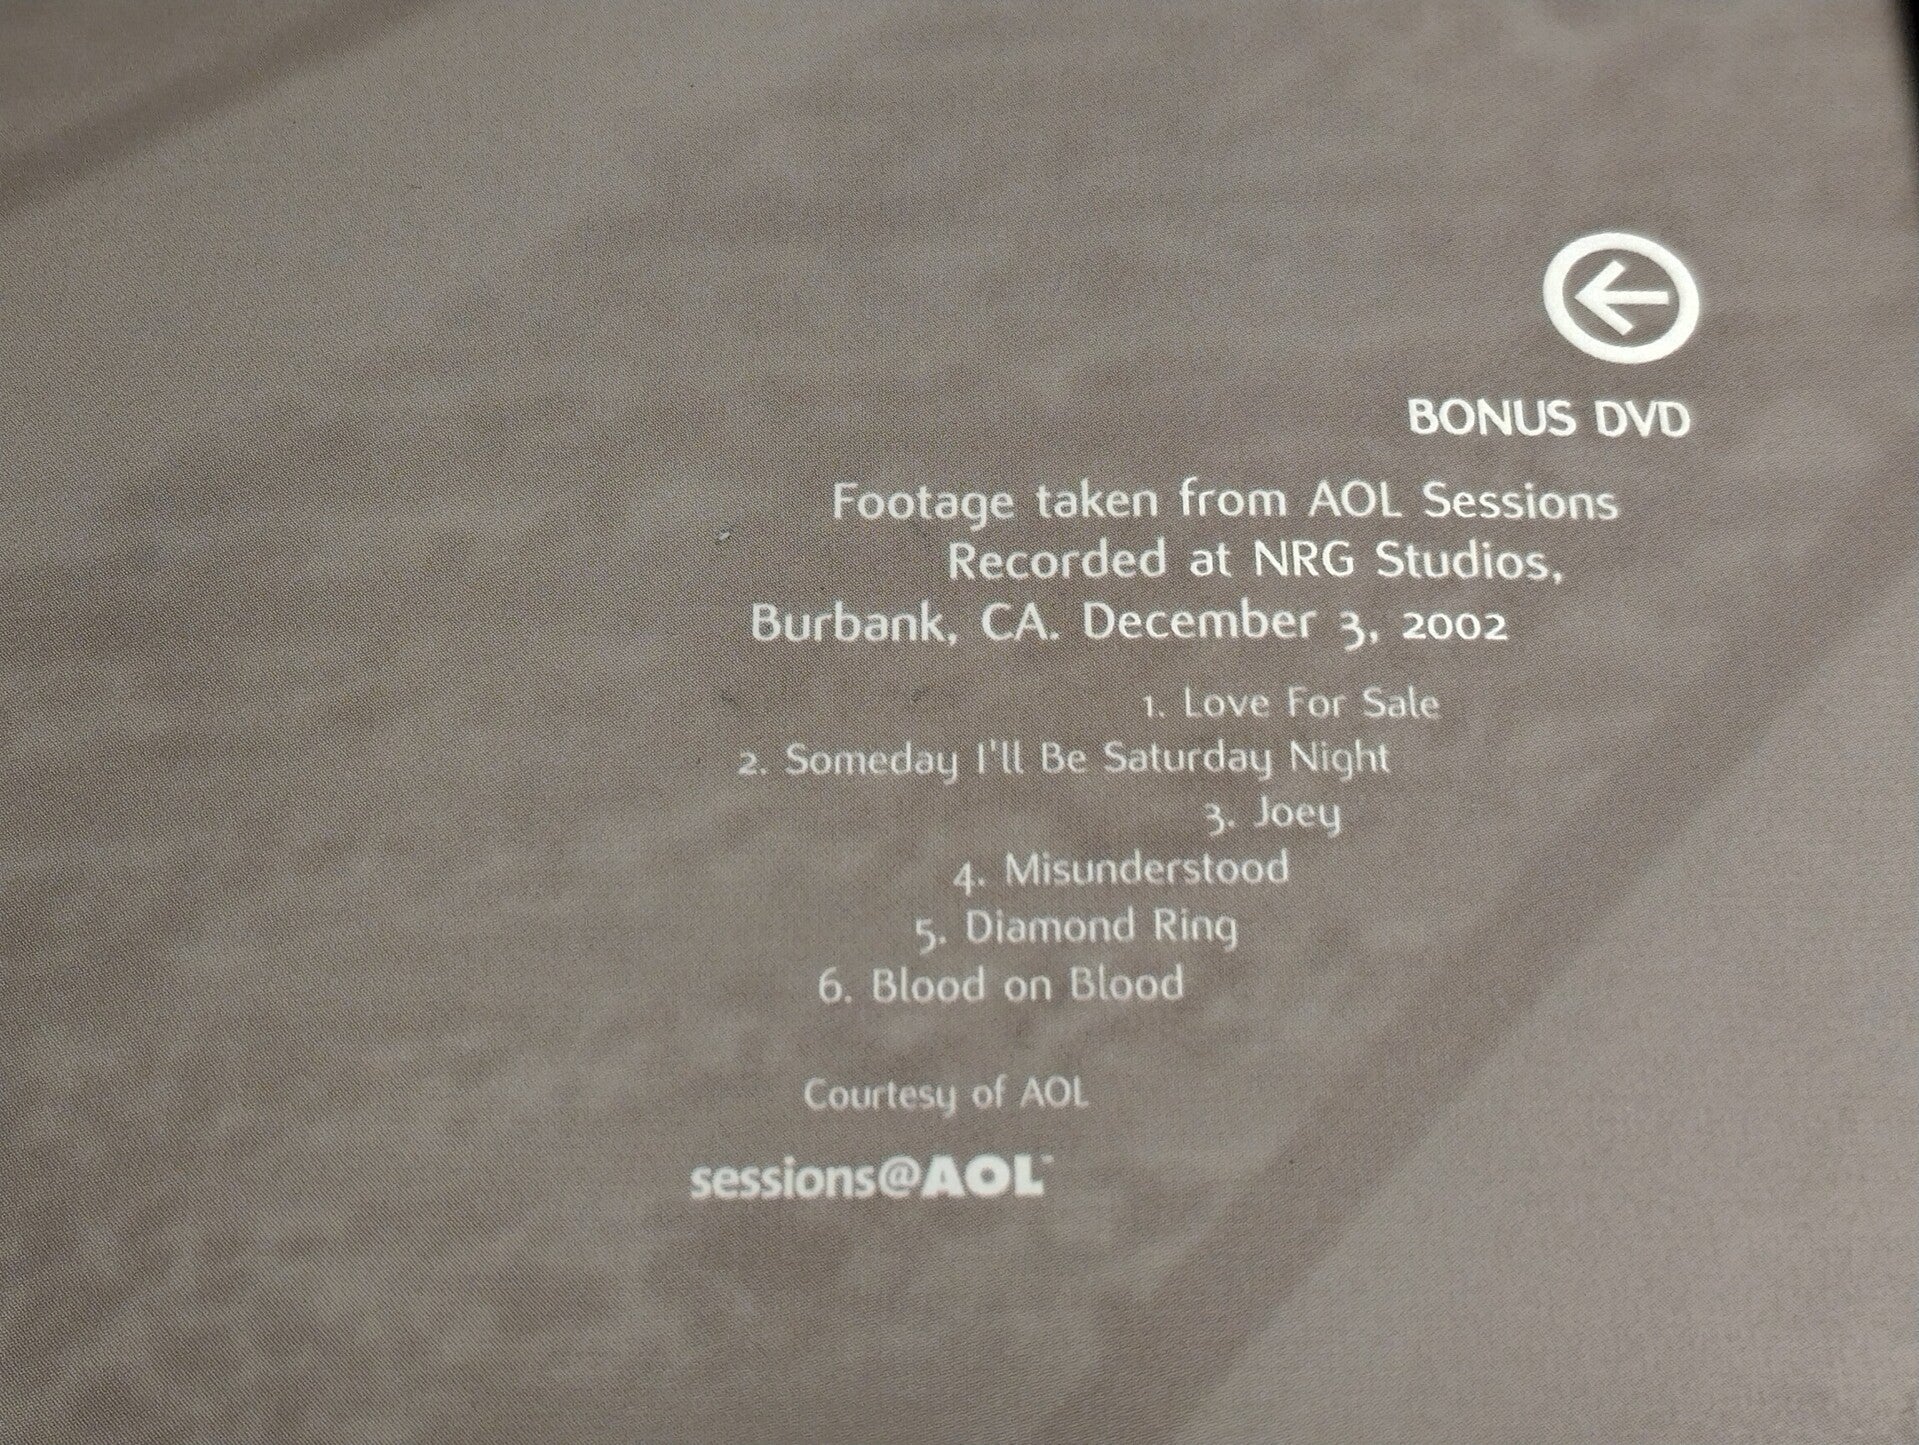 BONUS DVD
Footage taken from AOL Sessions
Recorded at NRG Studios,
Burbank, CA. December 3, 2002
1. Love For Sale
2. Someday I'll Be Saturday Night
3. Joey
4. Misunderstood
5. Diamond Ring
6. Blood on Blood
Courtesy of AOL
sessions@AOL™